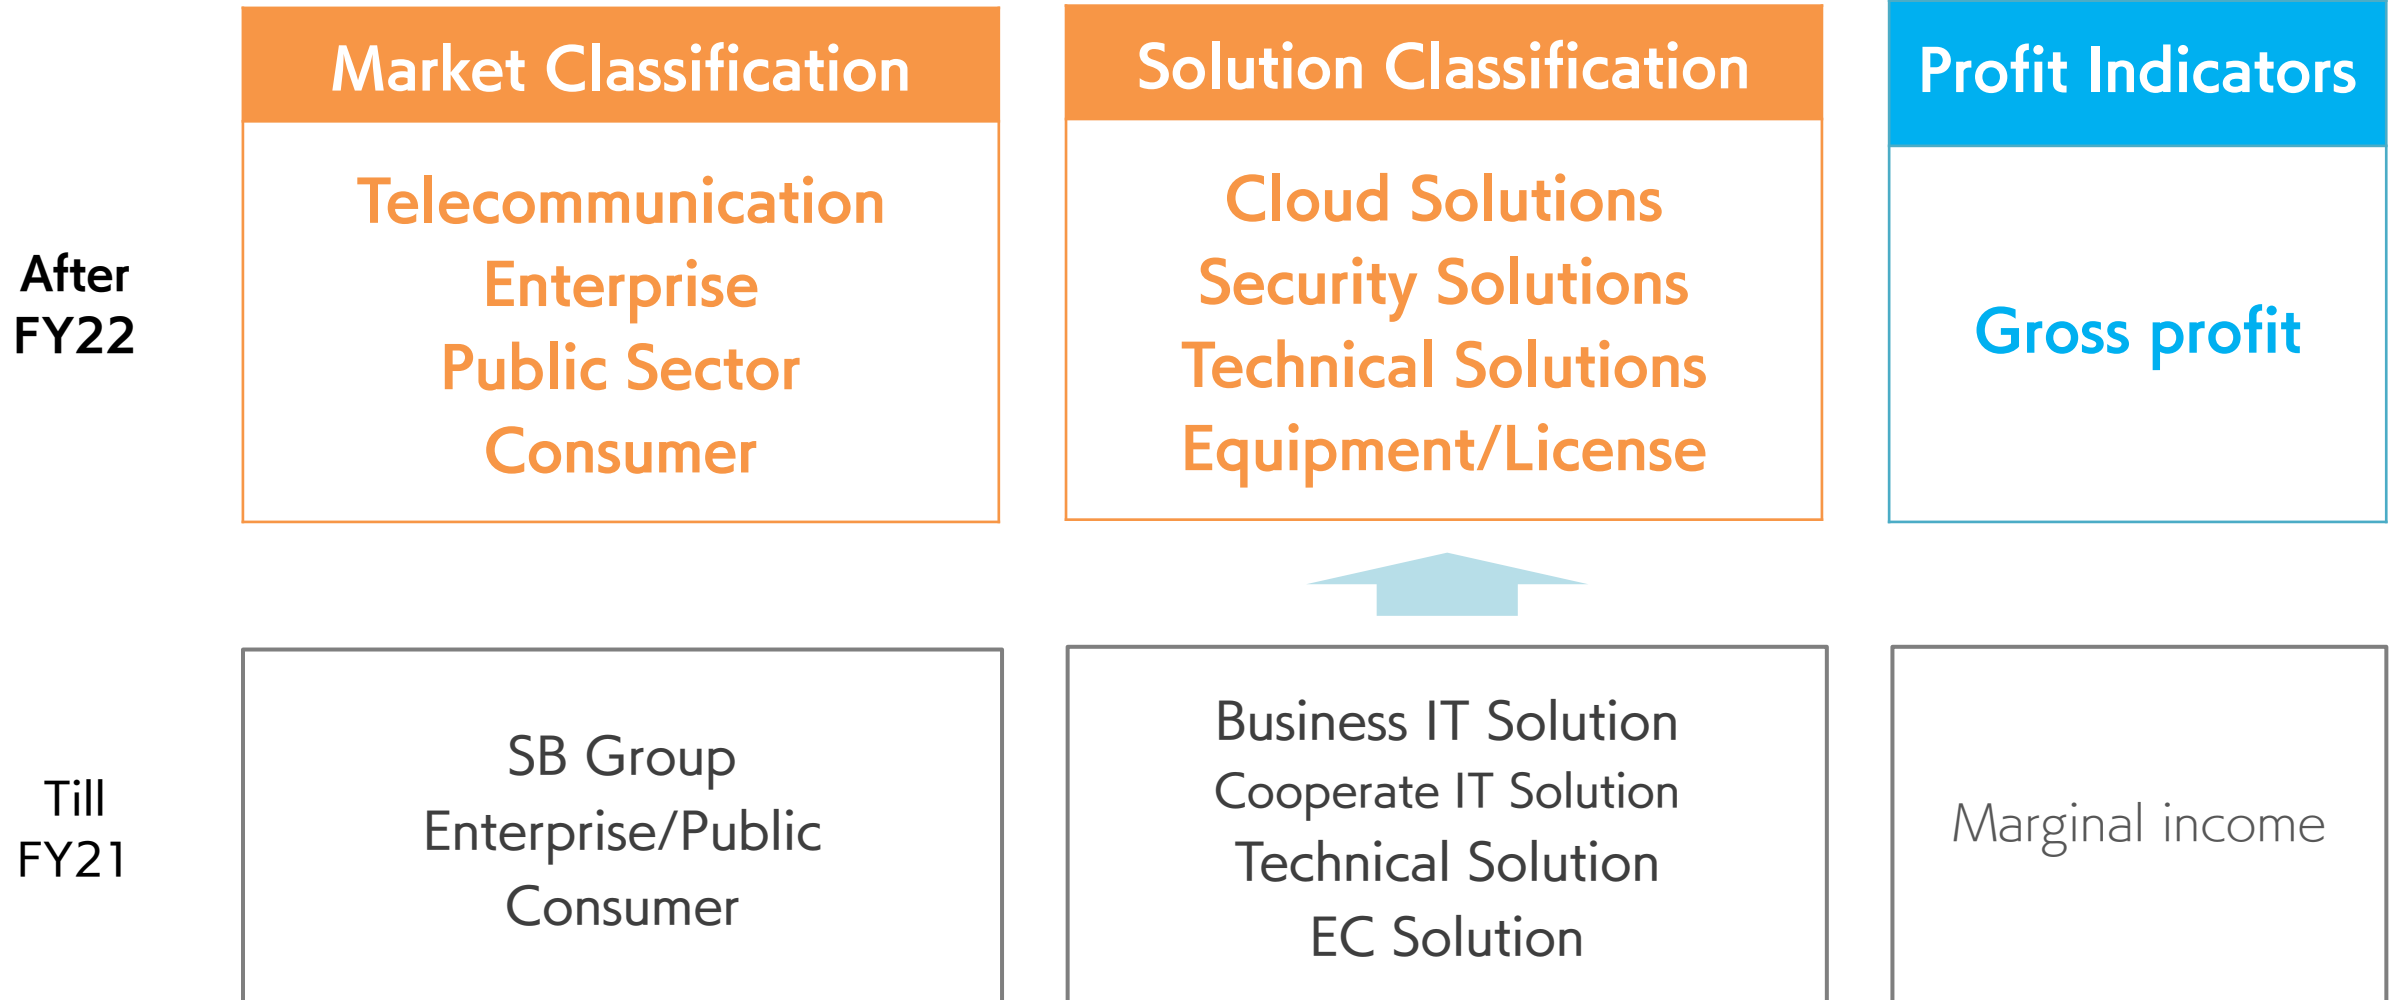 Market Classification
Solution Classification
Profit Indicators
After
FY22
Telecommunication
Enterprise
Public Sector
Consumer
Cloud Solutions
Security Solutions
Technical Solutions
Equipment/License
Gross profit
Till
FY21
SB Group
Enterprise/Public
Consumer
Business IT Solution
Cooperate IT Solution
Technical Solution
EC Solution
Marginal income